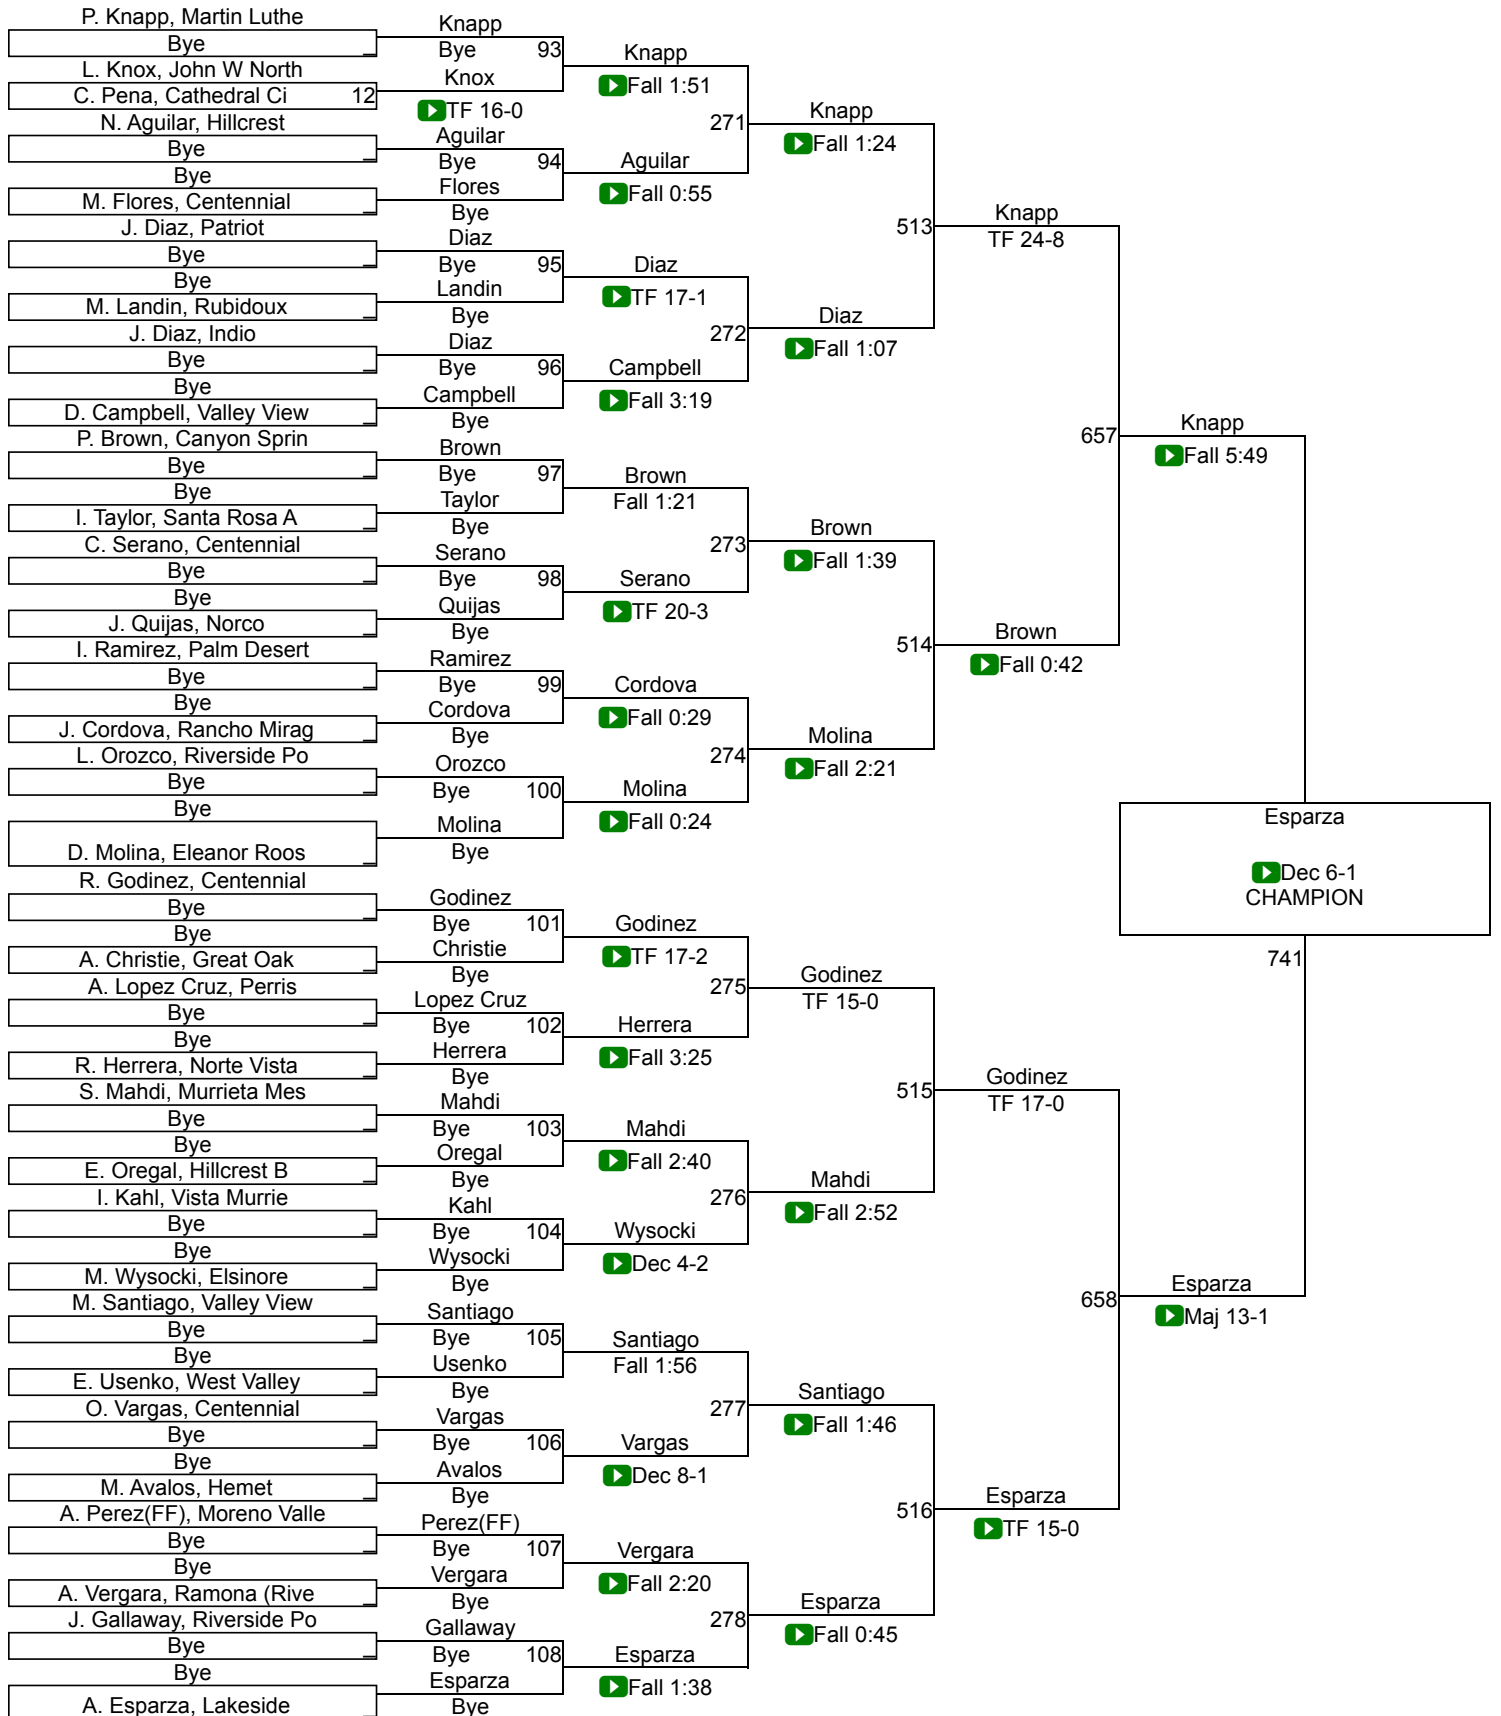 P. Knapp, Martin Luthe
Bye
L. Knox, John W North
C. Pena, Cathedral Ci 12
N. Aguilar, Hillcrest
Bye
Bye
M. Flores, Centennial
J. Diaz, Patriot
Bye
Bye
M. Landin, Rubidoux
J. Diaz, Indio
Bye
Bye
D. Campbell, Valley View
P. Brown, Canyon Sprin
Bye
Bye
I. Taylor, Santa Rosa A
C. Serano, Centennial
Bye
Bye
J. Quijas, Norco
I. Ramirez, Palm Desert
Bye
Bye
J. Cordova, Rancho Mirag
L. Orozco, Riverside Po
Bye
Bye
D. Molina, Eleanor Roos
R. Godinez, Centennial
Bye
Bye
A. Christie, Great Oak
A. Lopez Cruz, Perris
Bye
Bye
R. Herrera, Norte Vista
S. Mahdi, Murrieta Mes
Bye
Bye
E. Oregal, Hillcrest B
I. Kahl, Vista Murrie
Bye
Bye
M. Wysocki, Elsinore
M. Santiago, Valley View
Bye
Bye
E. Usenko, West Valley
O. Vargas, Centennial
Bye
Bye
M. Avalos, Hemet
A. Perez(FF), Moreno Valle
Bye
Bye
A. Vergara, Ramona (Rive
J. Gallaway, Riverside Po
Bye
Bye
A. Esparza, Lakeside
Knapp
Bye 93
Knox
TF 16-0
Aguilar
Bye 94
Flores
Bye
Diaz
Bye 95
Landin
Bye
Diaz
Bye 96
Campbell
Bye
Brown
Bye 97
Taylor
Bye
Serano
Bye 98
Quijas
Bye
Ramirez
Bye 99
Cordova
Bye
Orozco
Bye 100
Molina
Bye
Godinez
Bye 101
Christie
Bye
Lopez Cruz
Bye 102
Herrera
Bye
Mahdi
Bye 103
Oregal
Bye
Kahl
Bye 104
Wysocki
Bye
Santiago
Bye 105
Usenko
Bye
Vargas
Bye 106
Avalos
Bye
Perez(FF)
Bye 107
Vergara
Bye
Gallaway
Bye 108
Esparza
Bye
Knapp
Fall 1:51
271
Aguilar
Fall 0:55
Diaz
TF 17-1
272
Campbell
Fall 3:19
Brown
Fall 1:21
273
Serano
TF 20-3
Cordova
Fall 0:29
274
Molina
Fall 0:24
Godinez
TF 17-2
275
Herrera
Fall 3:25
Mahdi
Fall 2:40
276
Wysocki
Dec 4-2
Santiago
Fall 1:56
277
Vargas
Dec 8-1
Vergara
Fall 2:20
278
Esparza
Fall 1:38
Knapp
Fall 1:24
513
Diaz
Fall 1:07
Brown
Fall 1:39
514
Molina
Fall 2:21
Godinez
TF 15-0
515
Mahdi
Fall 2:52
Santiago
Fall 1:46
516
Esparza
Fall 0:45
Knapp
TF 24-8
657
Brown
Fall 0:42
Godinez
TF 17-0
658
Esparza
TF 15-0
Knapp
Fall 5:49
Esparza
Maj 13-1
Esparza
Dec 6-1
CHAMPION
741